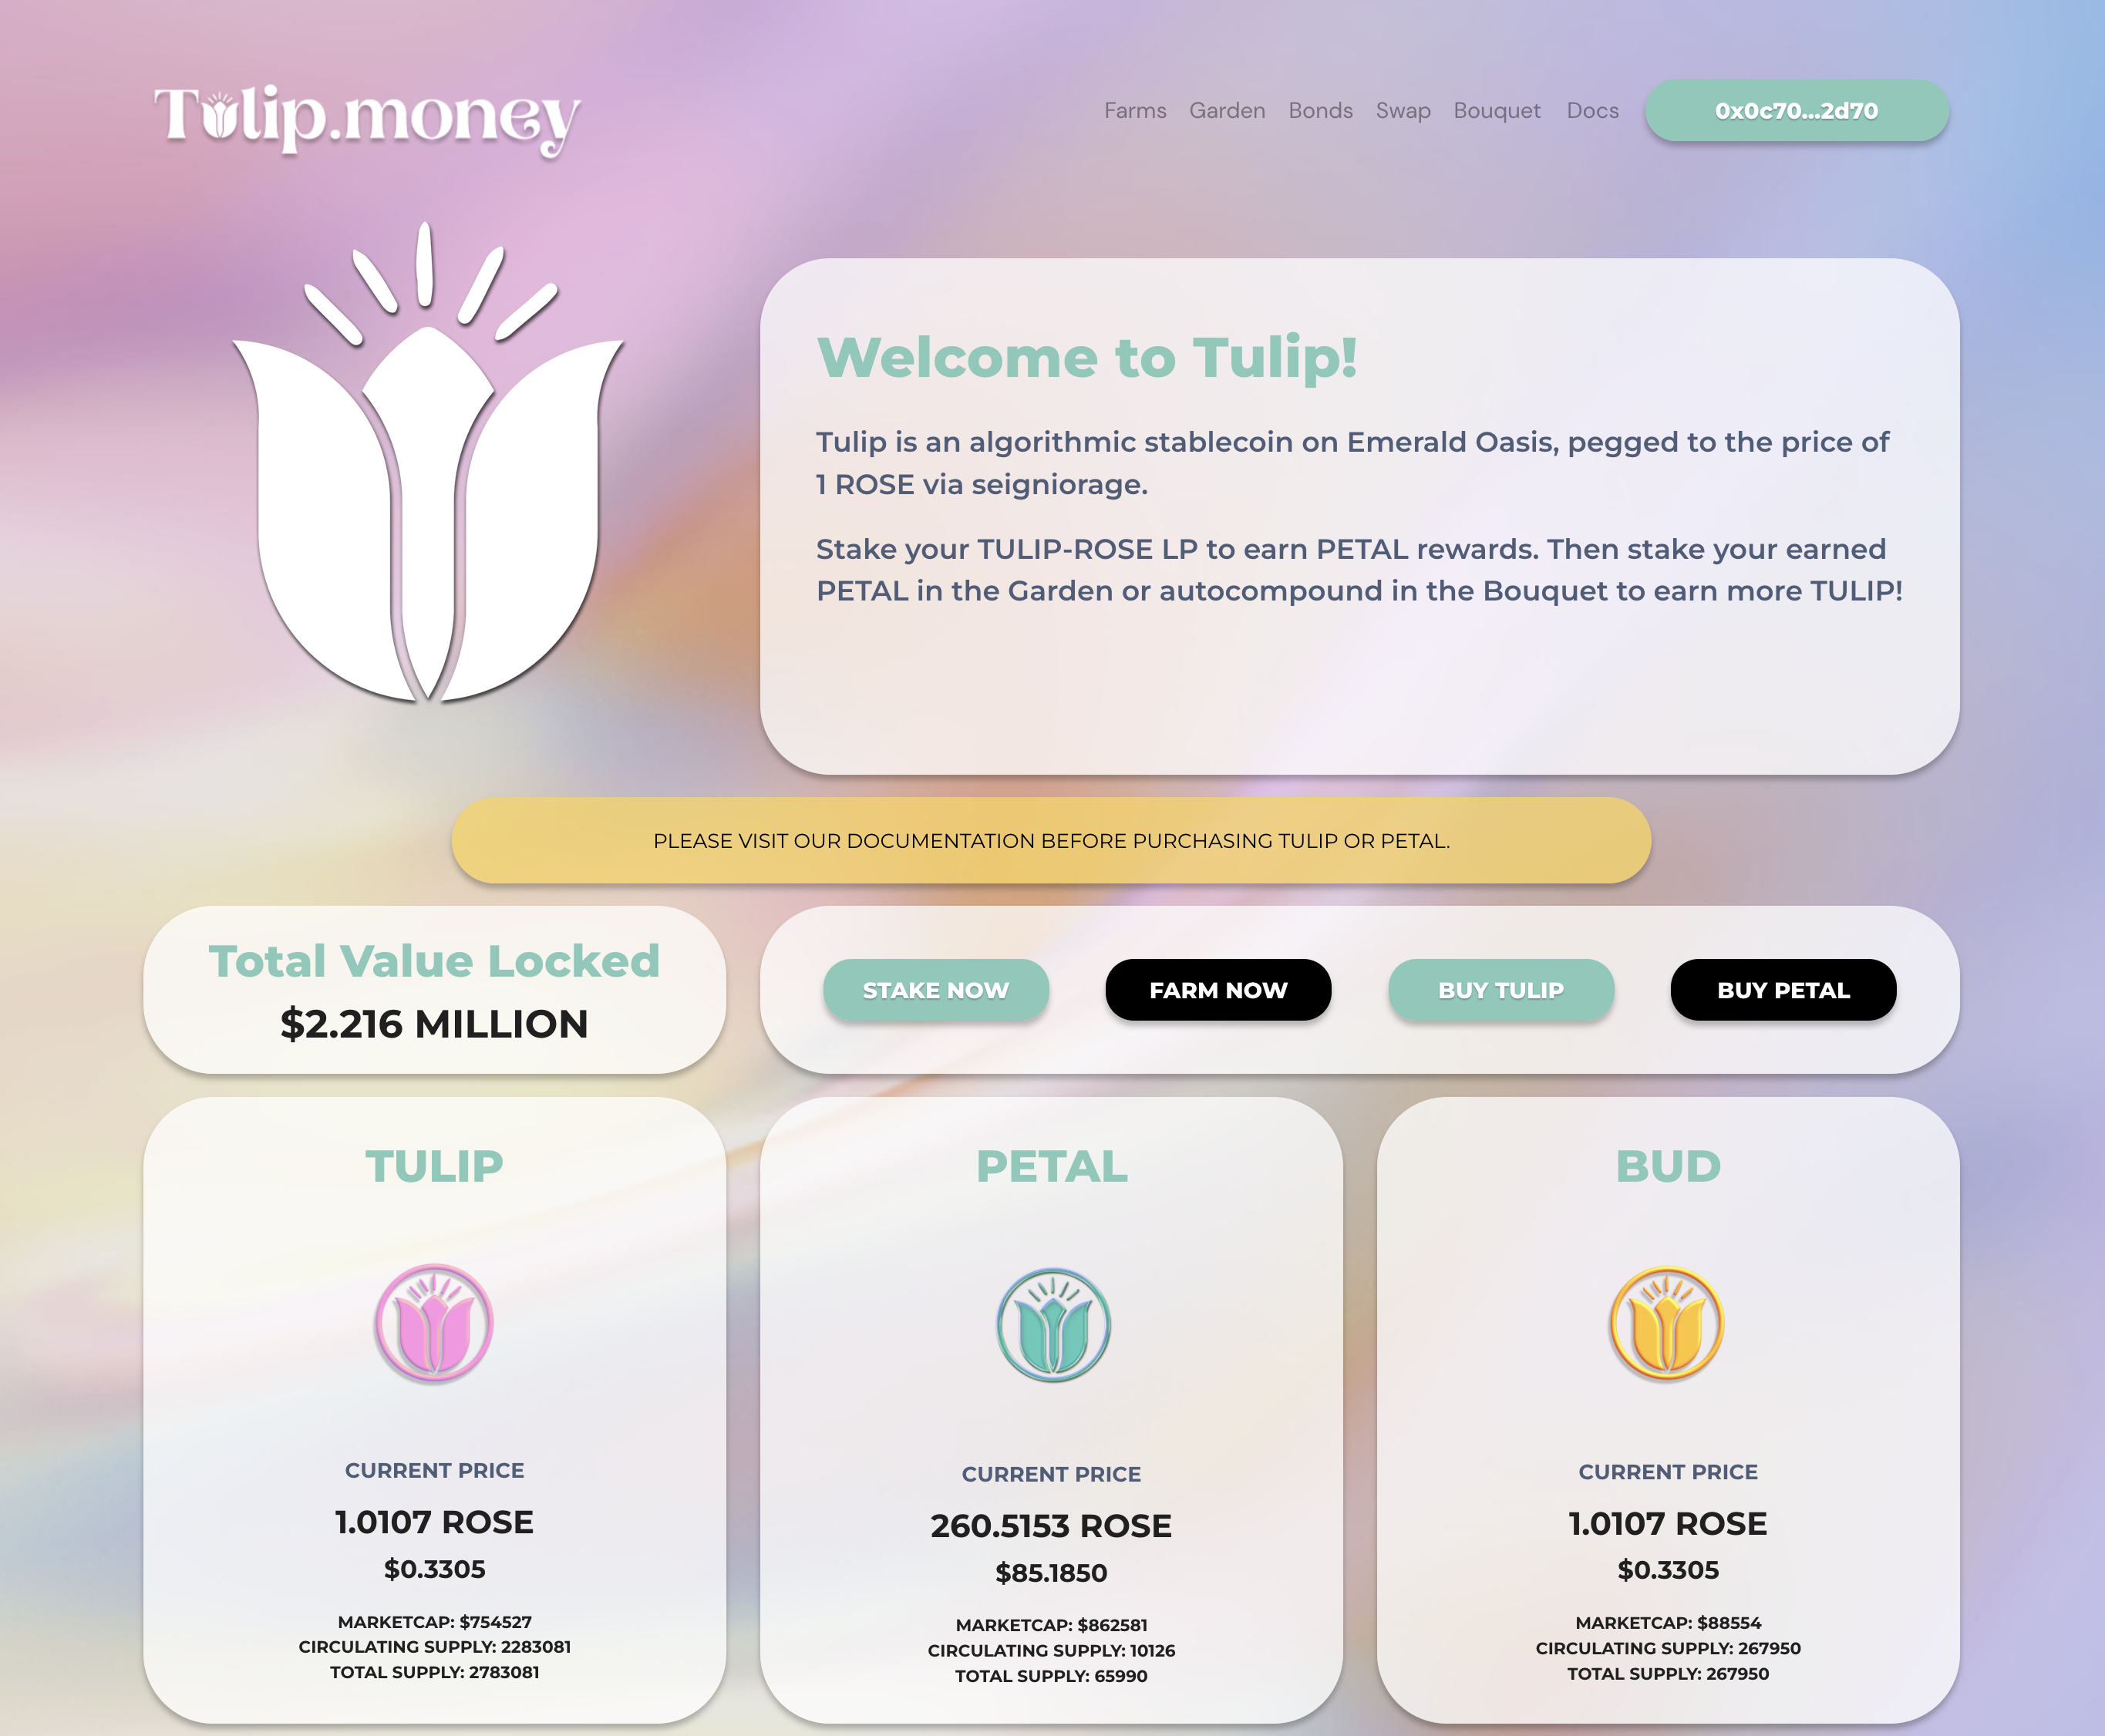 Tulip.money
Farms Garden Bonds Swap Bouquet Docs 0x0c70...2d70
Welcome to Tulip!
Tulip is an algorithmic stablecoin on Emerald Oasis, pegged to the price of
1 ROSE via seigniorage.
Stake your TULIP-ROSE LP to earn PETAL rewards. Then stake your earned
PETAL in the Garden or autocompound in the Bouquet to earn more TULIP!
PLEASE VISIT OUR DOCUMENTATION BEFORE PURCHASING TULIP OR PETAL.
Total Value Locked
$2.216 MILLION
STAKE NOW FARM NOW BUY TULIP BUY PETAL
TULIP
CURRENT PRICE
1.0107 ROSE
$0.3305
MARKETCAP: $754527
CIRCULATING SUPPLY: 2283081
TOTAL SUPPLY: 2783081
PETAL
CURRENT PRICE
260.5153 ROSE
$85.1850
MARKETCAP: $862581
CIRCULATING SUPPLY: 10126
TOTAL SUPPLY: 65990
BUD
CURRENT PRICE
1.0107 ROSE
$0.3305
MARKETCAP: $88554
CIRCULATING SUPPLY: 267950
TOTAL SUPPLY: 267950